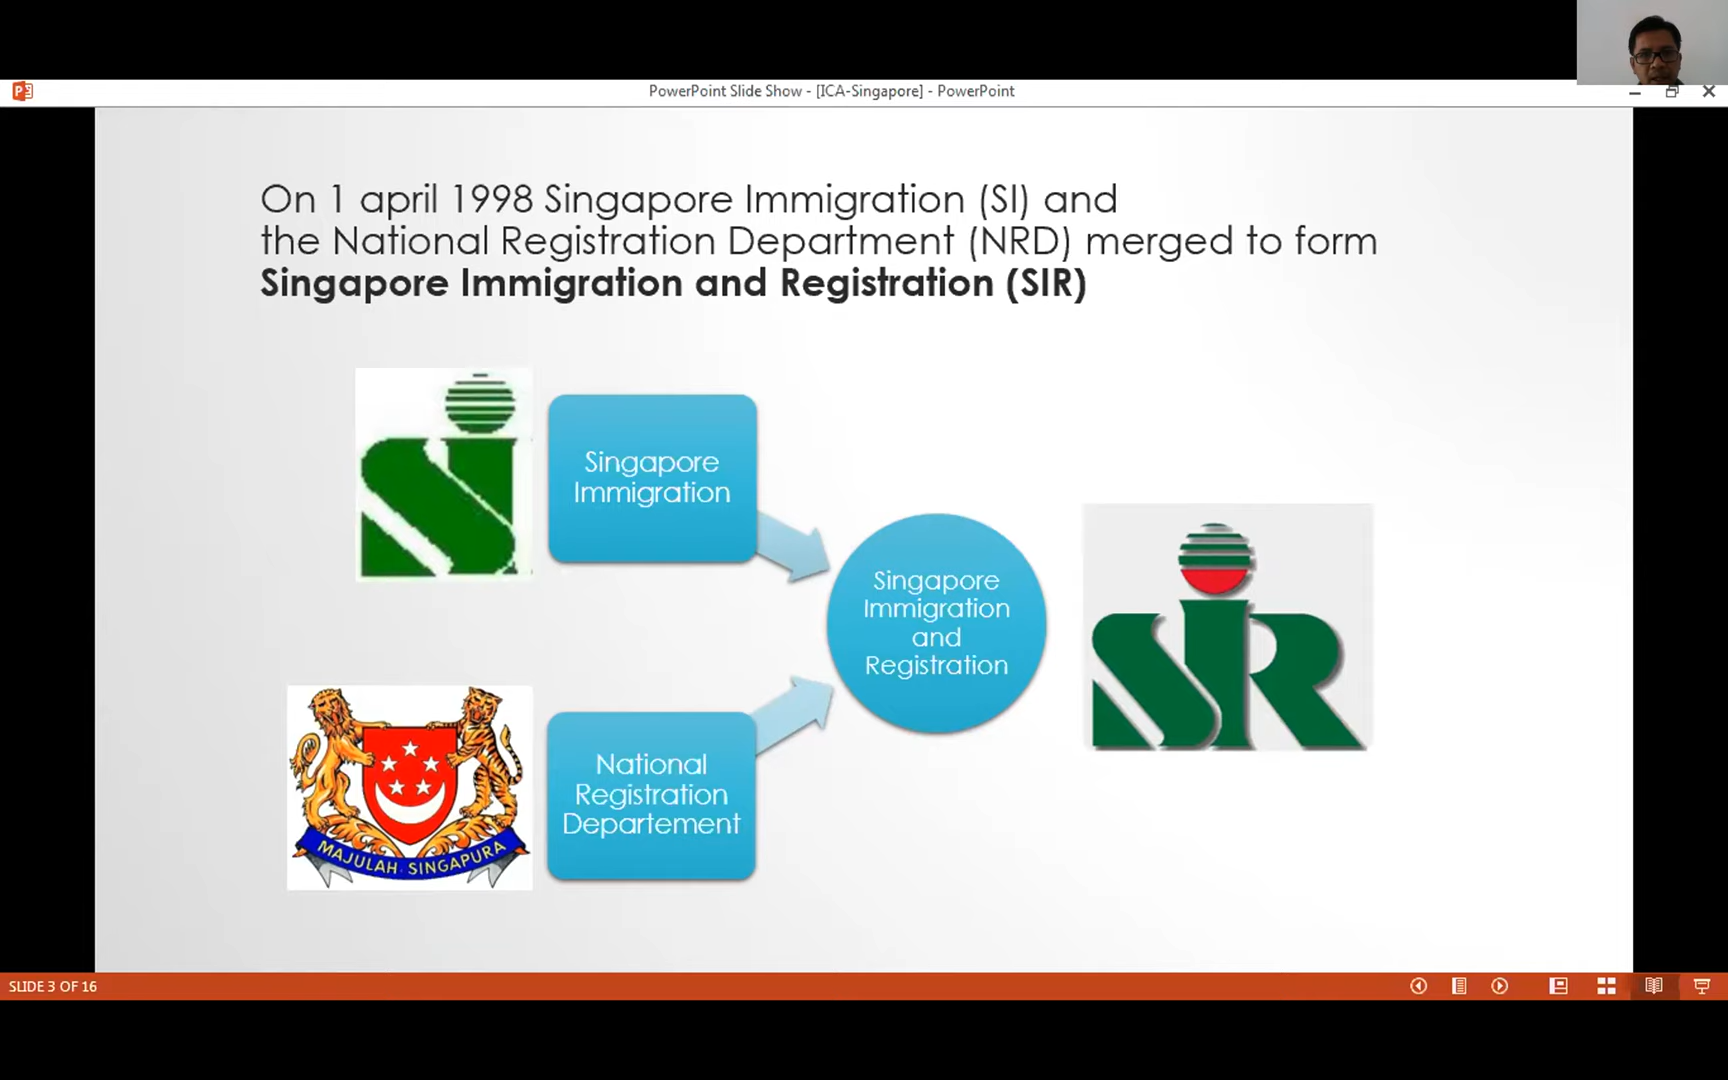 PowerPoint Slide Show - [ICA-Singapore] - PowerPoint
On 1 april 1998 Singapore Immigration (SI) and
the National Registration Department (NRD) merged to form
Singapore Immigration and Registration (SIR)
SI
Singapore
Immigration
Singapore
Immigration
and
Registration
SIR
MAJULAH SINGAPURA
National
Registration
Departement
SLIDE 3 OF 16